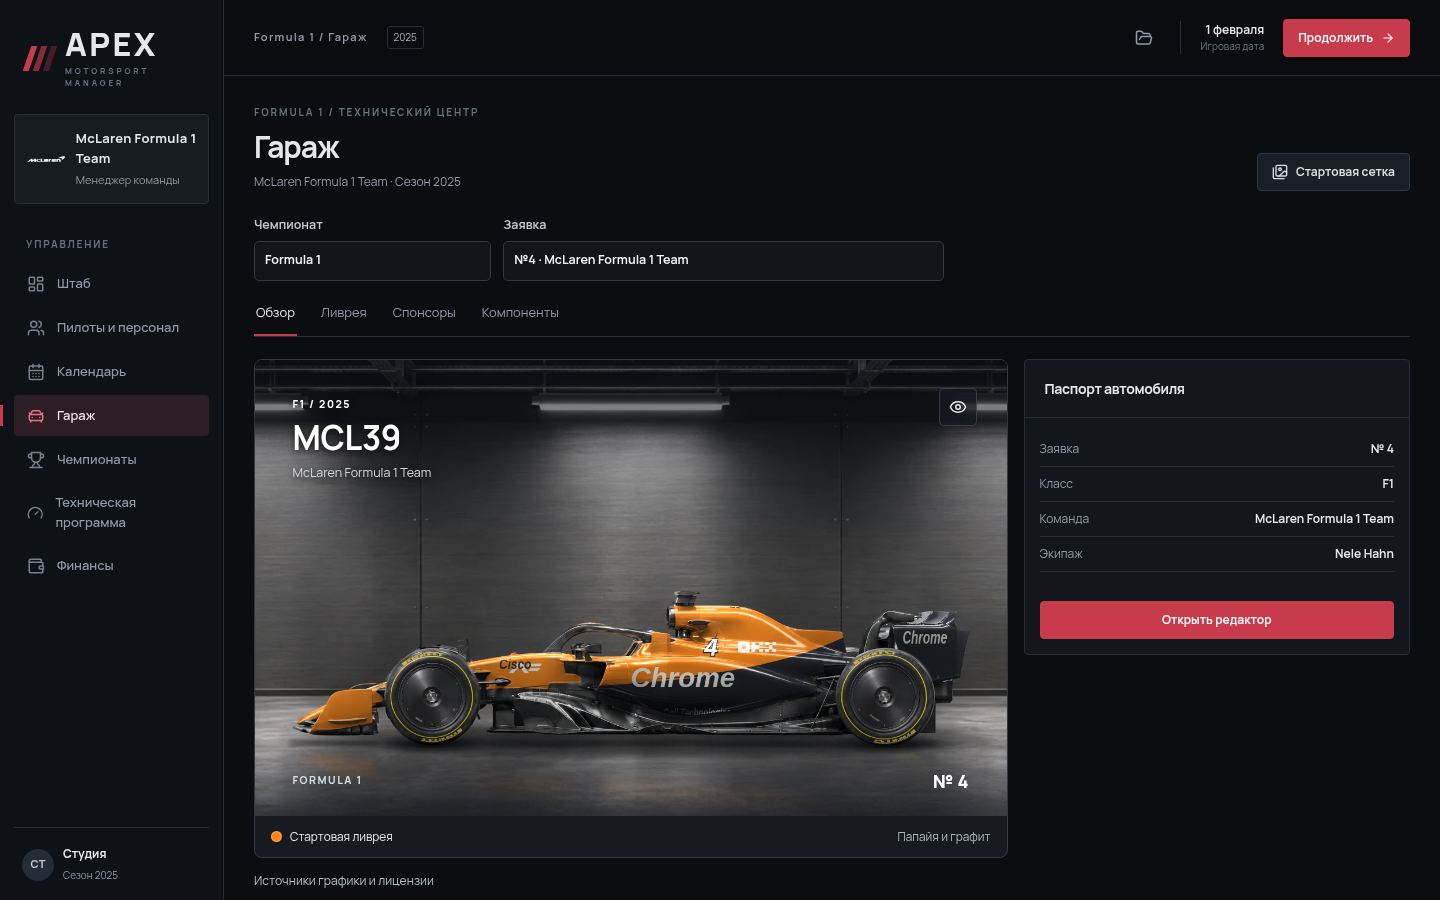 APEX
MOTORSPORT
MANAGER
McLaren
McLaren Formula 1
Team
Менеджер команды
УПРАВЛЕНИЕ
Штаб
Пилоты и персонал
Календарь
Гараж
Чемпионаты
Техническая
программа
Финансы
СТ
Студия
Сезон 2025
Formula 1 / Гараж
2025
1 февраля
Игровая дата
Продолжить
FORMULA 1 / ТЕХНИЧЕСКИЙ ЦЕНТР
Гараж
McLaren Formula 1 Team · Сезон 2025
Стартовая сетка
Чемпионат
Заявка
Formula 1
№4 · McLaren Formula 1 Team
Обзор
Ливрея
Спонсоры
Компоненты
F1 / 2025
MCL39
McLaren Formula 1 Team
Chrome
4
Cisco
Chrome
FORMULA 1
№ 4
Стартовая ливрея
Папайя и графит
Источники графики и лицензии
Паспорт автомобиля
Заявка
№ 4
Класс
F1
Команда
McLaren Formula 1 Team
Экипаж
Nele Hahn
Открыть редактор